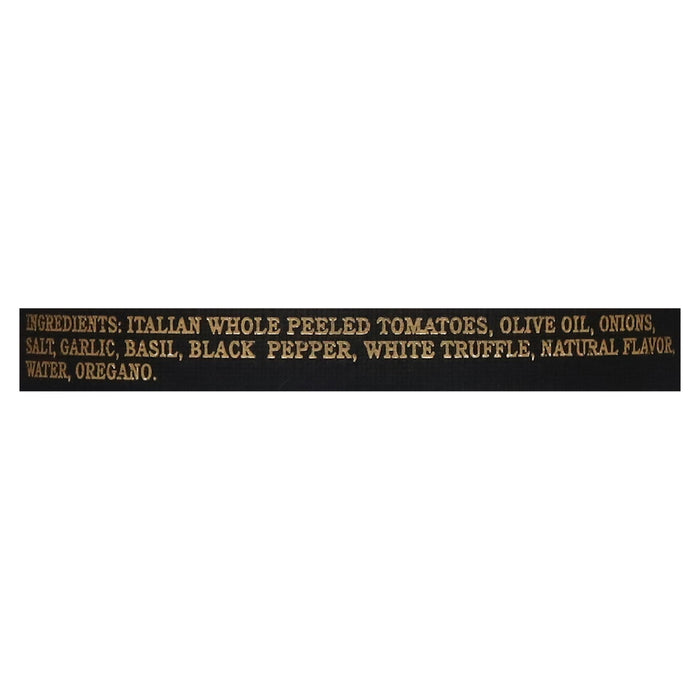 INGREDIENTS: ITALIAN WHOLE PEELED TOMATOES, OLIVE OIL, ONIONS,
SALT, GARLIC, BASIL, BLACK PEPPER, WHITE TRUFFLE, NATURAL FLAVOR,
WATER, OREGANO.